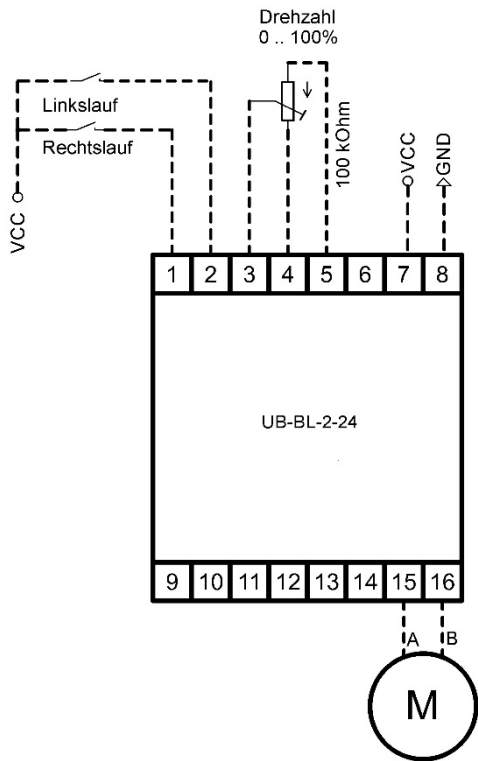 Drehzahl
0 .. 100%
Linkslauf
Rechtslauf
100 kOhm
VCC
GND
VCC
1 2 3 4 5 6 7 8
UB-BL-2-24
9 10 11 12 13 14 15 16
A B
M